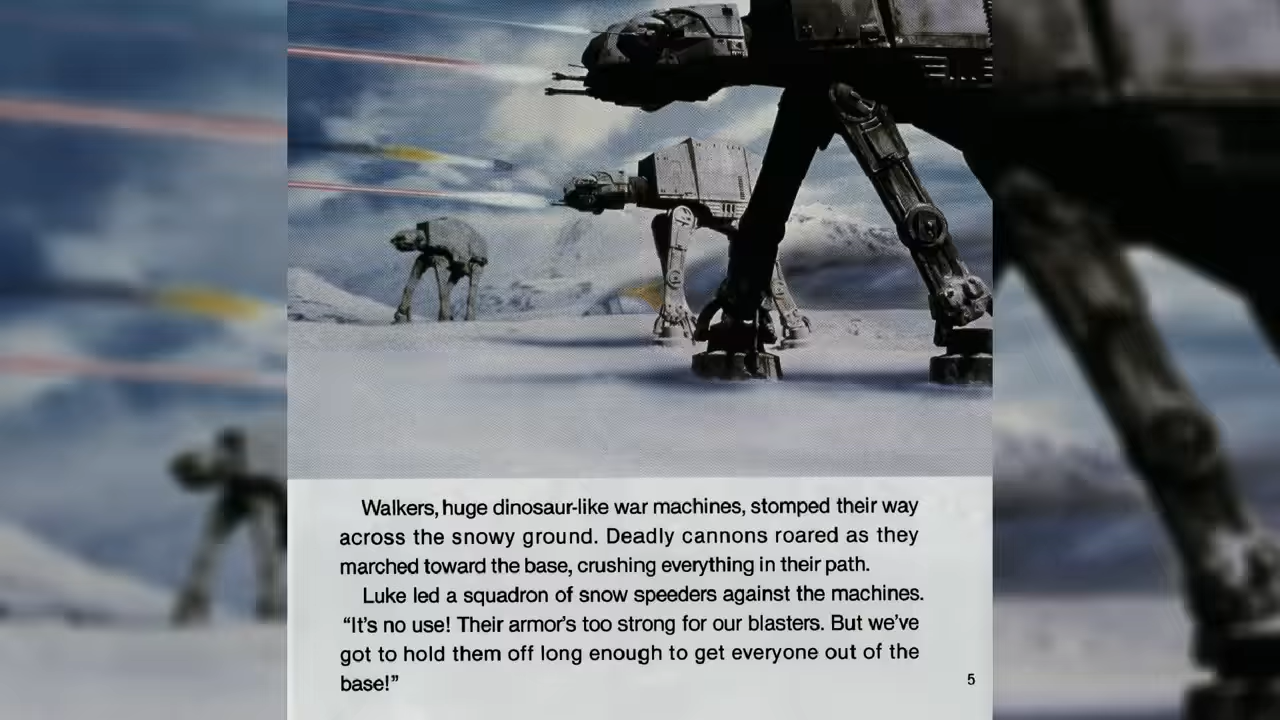 Walkers, huge dinosaur-like war machines, stomped their way
across the snowy ground. Deadly cannons roared as they
marched toward the base, crushing everything in their path.
Luke led a squadron of snow speeders against the machines.
“It’s no use! Their armor’s too strong for our blasters. But we’ve
got to hold them off long enough to get everyone out of the
base!”
5